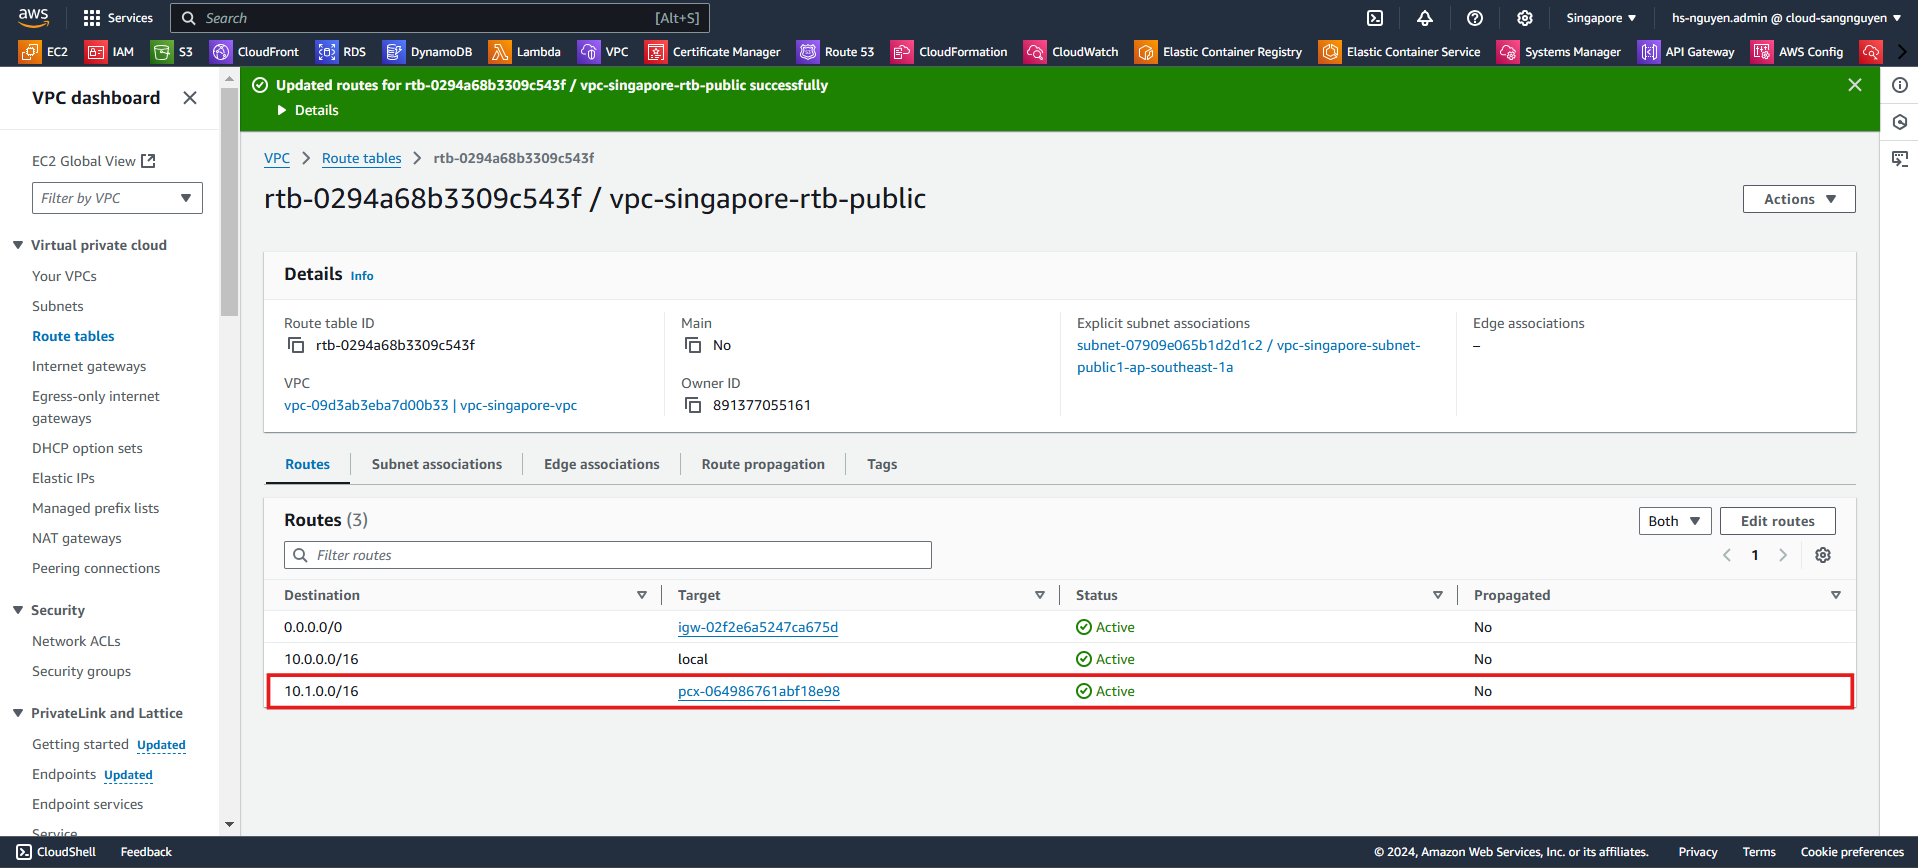 aws Services Search [Alt+S] Singapore hs-nguyen.admin @ cloud-sangnguyen
EC2 IAM S3 CloudFront RDS DynamoDB Lambda VPC Certificate Manager Route 53 CloudFormation CloudWatch Elastic Container Registry Elastic Container Service Systems Manager API Gateway AWS Config
VPC dashboard
EC2 Global View
Filter by VPC
Virtual private cloud
Your VPCs
Subnets
Route tables
Internet gateways
Egress-only internet
gateways
DHCP option sets
Elastic IPs
Managed prefix lists
NAT gateways
Peering connections
Security
Network ACLs
Security groups
PrivateLink and Lattice
Getting started Updated
Endpoints Updated
Endpoint services
Service
Updated routes for rtb-0294a68b3309c543f / vpc-singapore-rtb-public successfully
Details
VPC Route tables rtb-0294a68b3309c543f
rtb-0294a68b3309c543f / vpc-singapore-rtb-public
Actions
Details Info
Route table ID
rtb-0294a68b3309c543f
VPC
vpc-09d3ab3eba7d00b33 | vpc-singapore-vpc
Main
No
Owner ID
891377055161
Explicit subnet associations
subnet-07909e065b1d2d1c2 / vpc-singapore-subnet-
public1-ap-southeast-1a
Edge associations
–
Routes Subnet associations Edge associations Route propagation Tags
Routes (3)
Both Edit routes
Filter routes
1
Destination Target Status Propagated
0.0.0.0/0 igw-02f2e6a5247ca675d Active No
10.0.0.0/16 local Active No
10.1.0.0/16 pcx-064986761abf18e98 Active No
CloudShell Feedback © 2024, Amazon Web Services, Inc. or its affiliates. Privacy Terms Cookie preferences